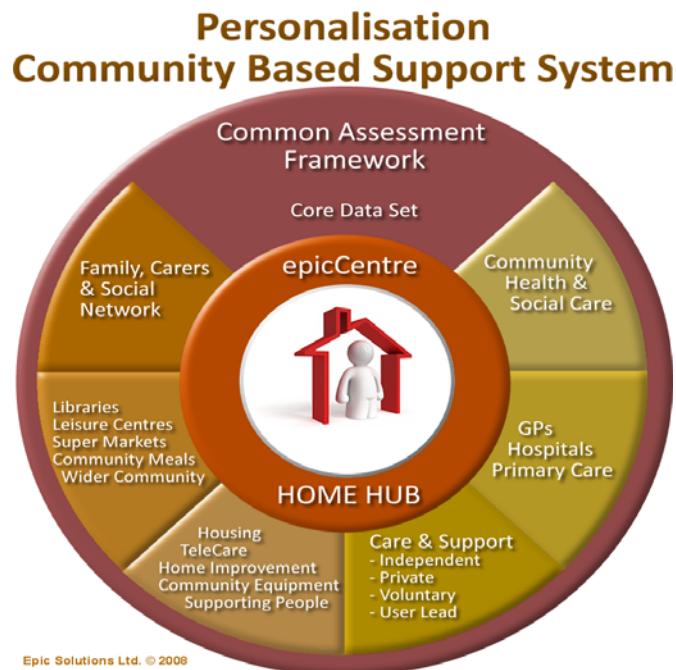 Personalisation
Community Based Support System
Common Assessment
Framework
Core Data Set
epicCentre
Family, Carers
& Social
Network
Community
Health &
Social Care
Libraries
Leisure Centres
Super Markets
Community Meals
Wider Community
GPs
Hospitals
Primary Care
HOME HUB
Housing
TeleCare
Home Improvement
Community Equipment
Supporting People
Care & Support
- Independent
- Private
- Voluntary
- User Lead
Epic Solutions Ltd. © 2008